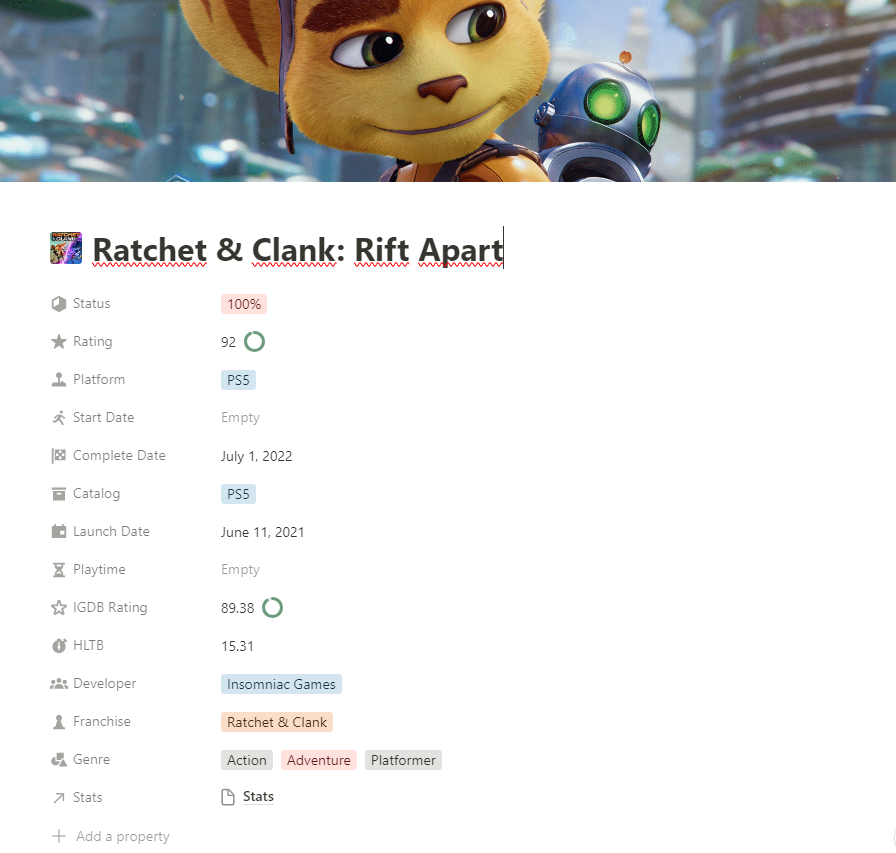 Ratchet & Clank: Rift Apart
Status 100%
Rating 92
Platform PS5
Start Date Empty
Complete Date July 1, 2022
Catalog PS5
Launch Date June 11, 2021
Playtime Empty
IGDB Rating 89.38
HLTB 15.31
Developer Insomniac Games
Franchise Ratchet & Clank
Genre Action Adventure Platformer
Stats Stats
Add a property